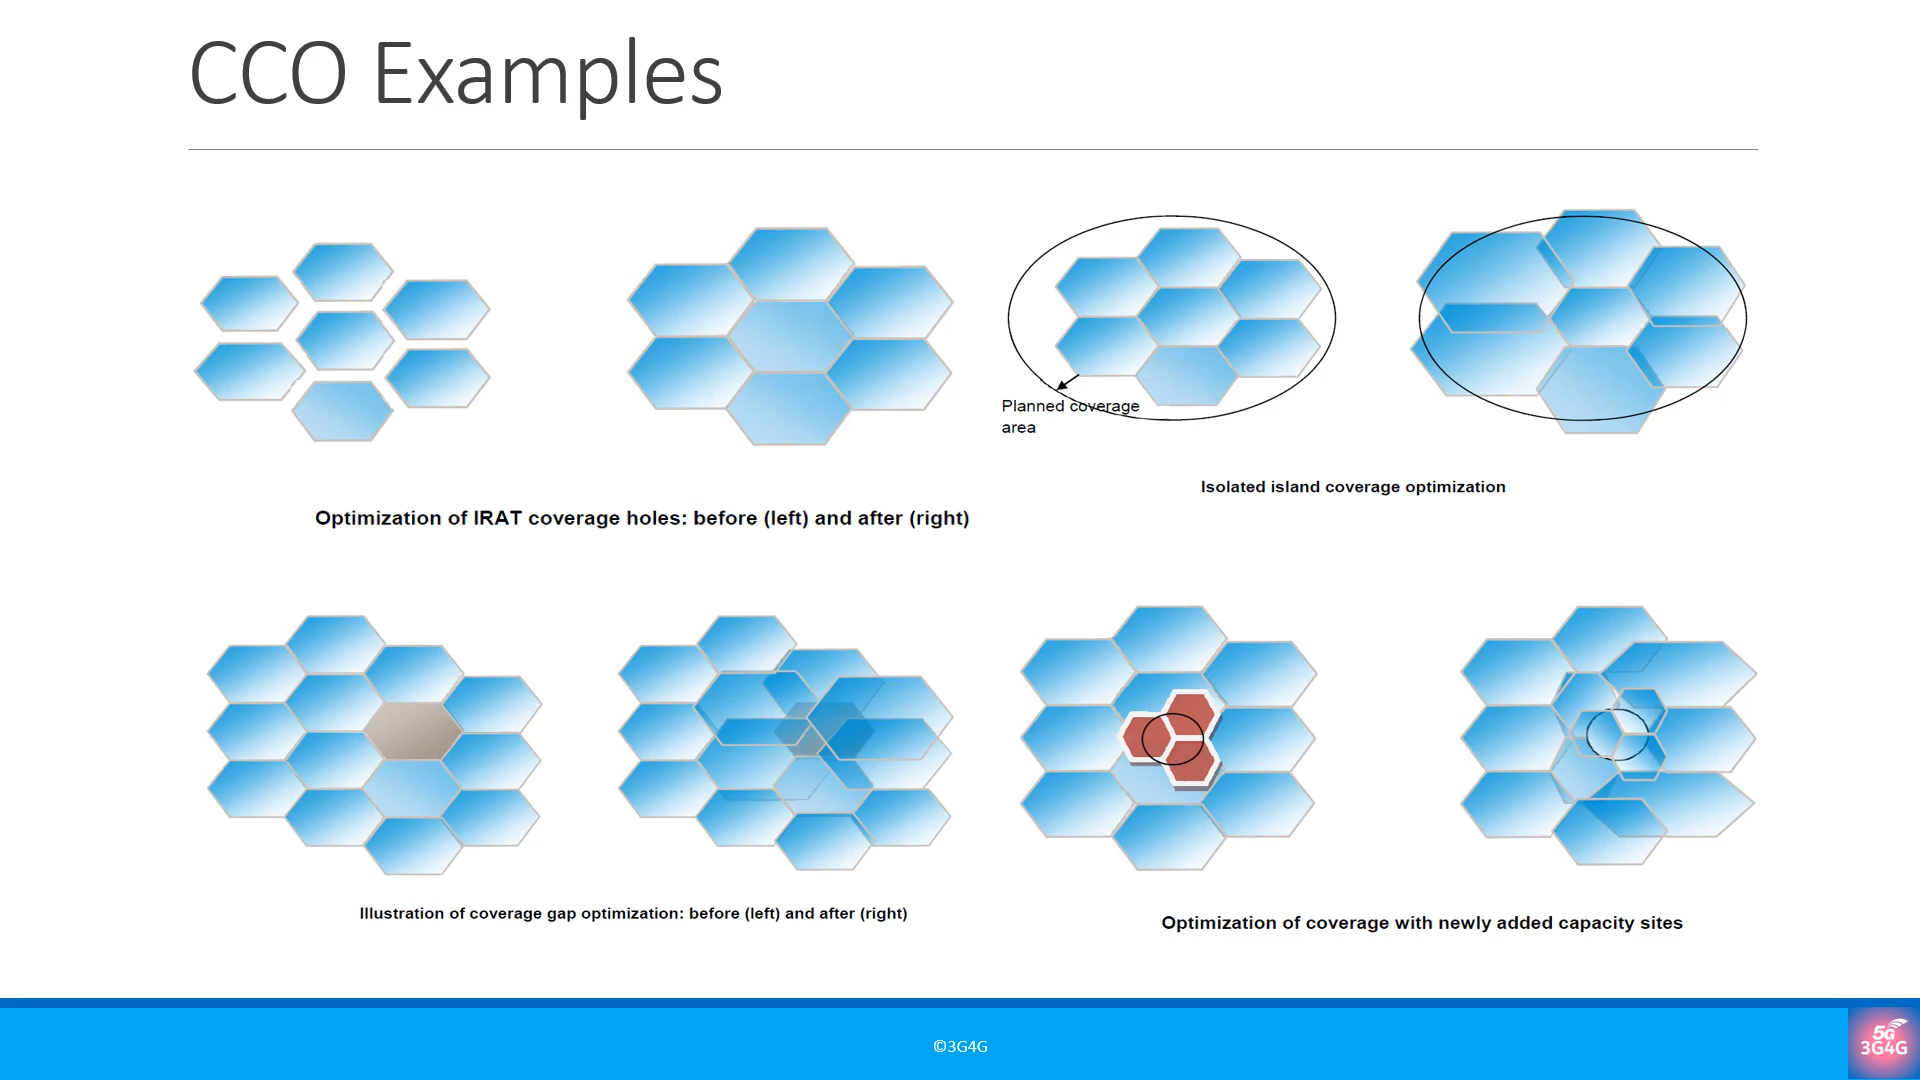 CCO Examples
Planned coverage
area
Isolated island coverage optimization
Optimization of IRAT coverage holes: before (left) and after (right)
Illustration of coverage gap optimization: before (left) and after (right)
Optimization of coverage with newly added capacity sites
©3G4G
5G
3G4G